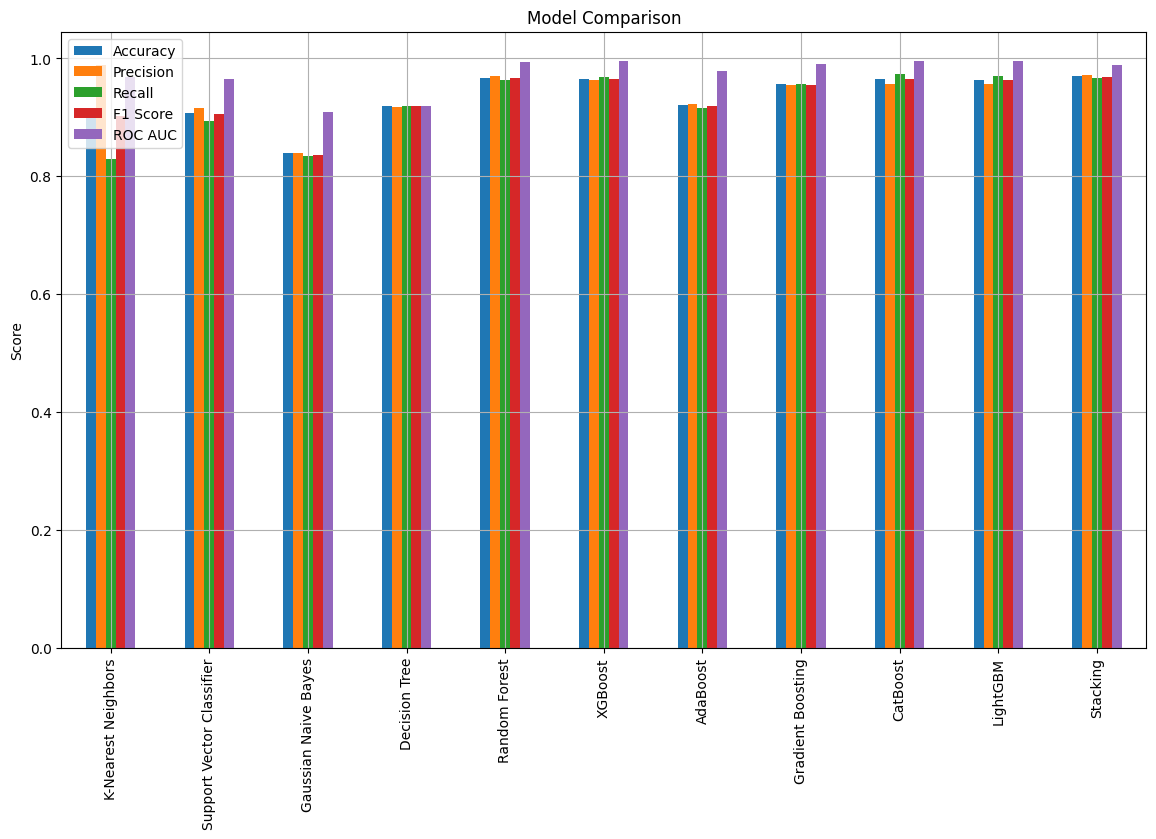 Model Comparison
Accuracy
Precision
Recall
F1 Score
ROC AUC
Score
1.0
0.8
0.6
0.4
0.2
0.0
K-Nearest Neighbors
Support Vector Classifier
Gaussian Naive Bayes
Decision Tree
Random Forest
XGBoost
AdaBoost
Gradient Boosting
CatBoost
LightGBM
Stacking